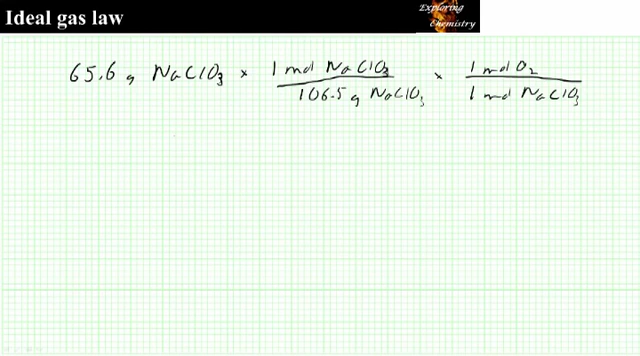 Ideal gas law
Exploring
Chemistry
65.6 g NaClO3 × 1 mol NaClO3 / 106.5 g NaClO3 × 1 mol O2 / 1 mol NaClO3